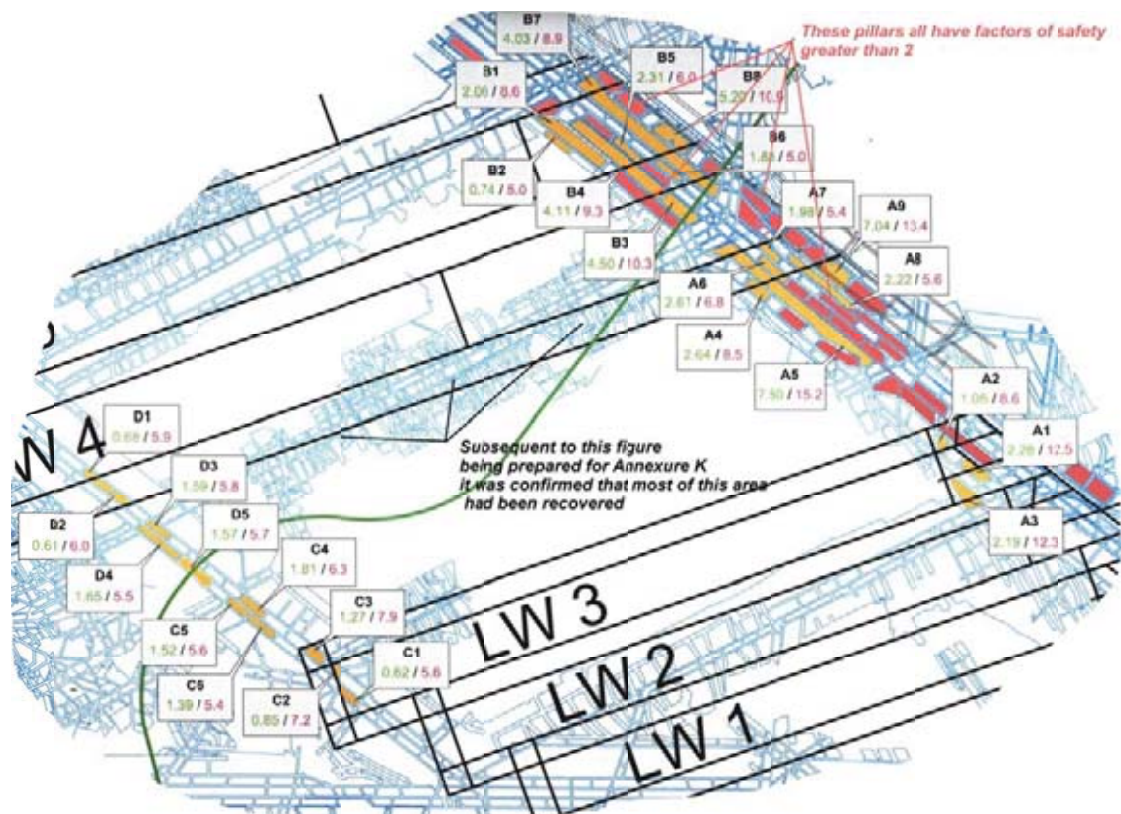 B7
4.03 / 8.9
These pillars all have factors of safety
greater than 2
B5
2.31 / 6.0
B1
2.06 / 8.6
B8
5.20 / 10.9
B6
5.0
B2
0.74 / 5.0
B4
4.11 / 9.3
A7
1.98 / 5.4
A9
7.04 / 13.4
B3
4.50 / 10.3
A8
2.22 / 5.6
A6
2.61 / 6.8
A4
2.64 / 8.5
A5
7.50 / 15.2
A2
1.06 / 6.6
D1
0.68 / 5.9
W 4
A1
2.26 / 12.5
Subsequent to this figure
being prepared for Annexure K
it was confirmed that most of this area
had been recovered
D3
1.59 / 5.8
D2
0.61 / 6.0
D5
1.57 / 5.7
A3
2.19 / 12.3
D4
1.65 / 5.5
C4
1.81 / 6.3
C3
1.27 / 7.9
LW 3
C5
1.52 / 5.6
C1
0.62 / 5.6
C6
1.39 / 5.4
C2
0.85 / 7.2
LW 2
LW 1